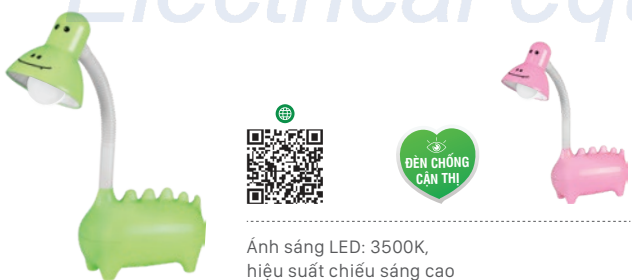 Electrical equ
ĐÈN CHỐNG
CẬN THỊ
Ánh sáng LED: 3500K,
hiệu suất chiếu sáng cao